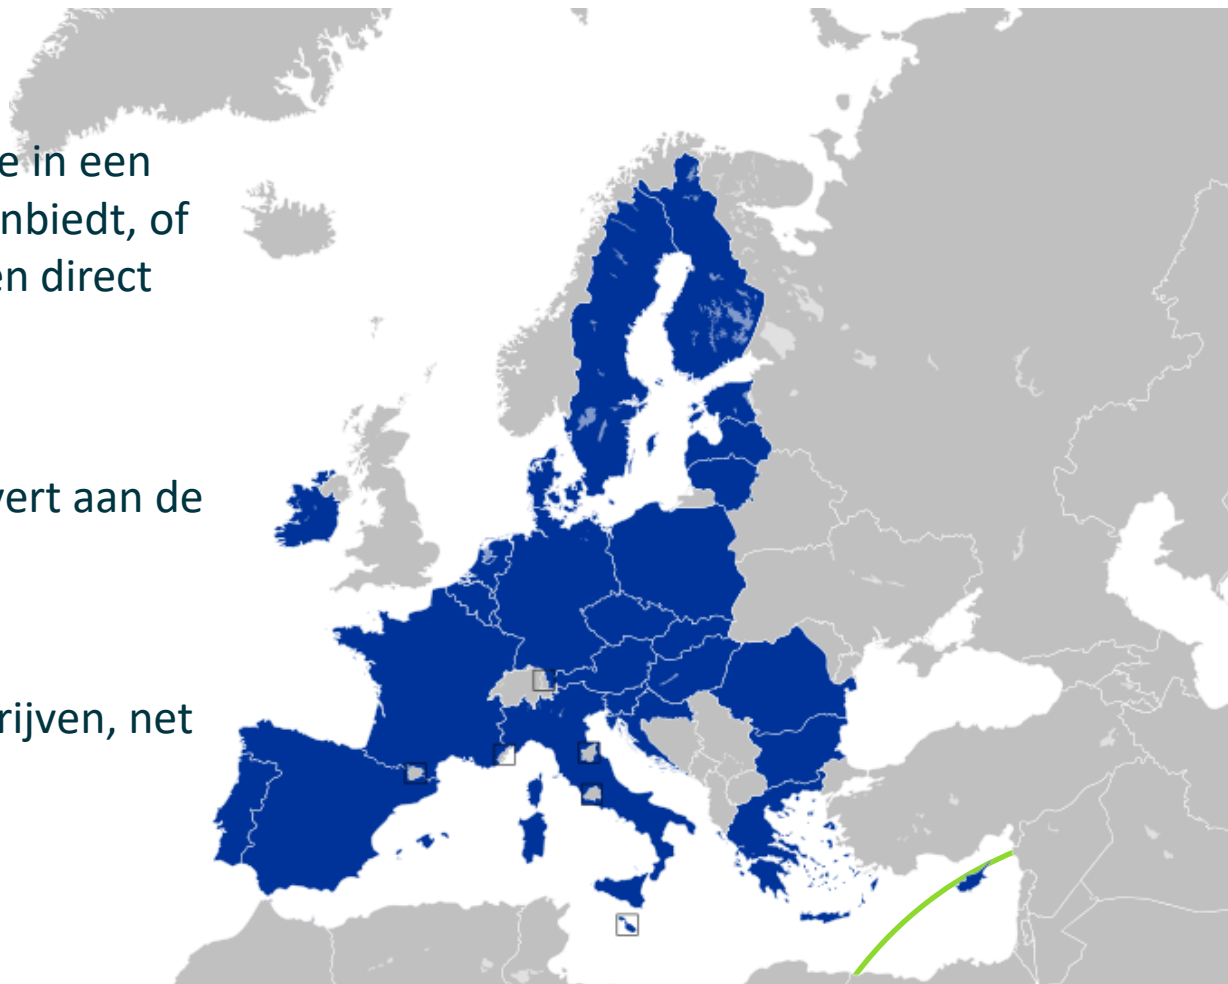 e in een
nbiedt, of
en direct
vert aan de
rijven, net